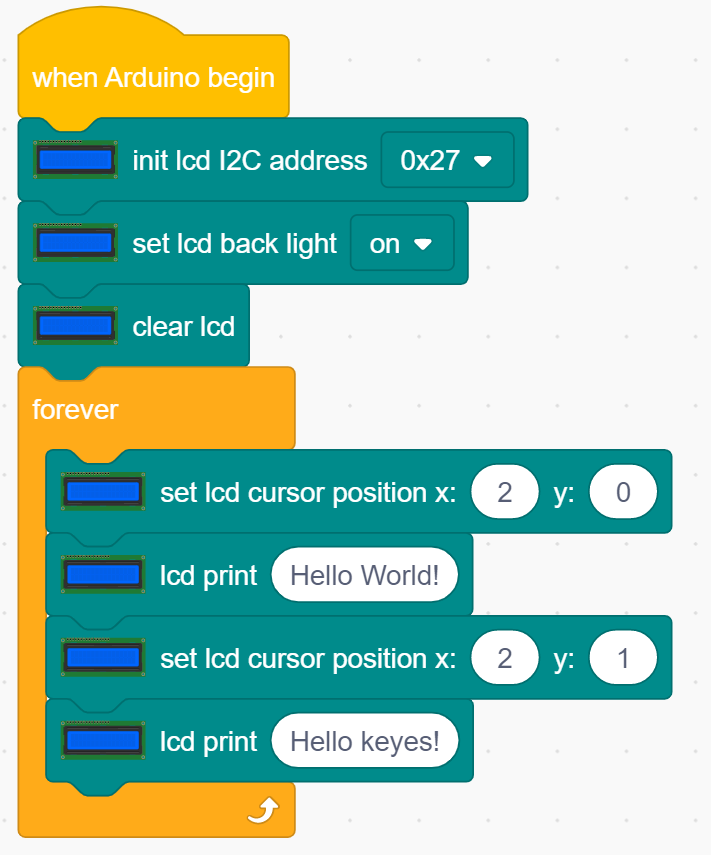 when Arduino begin
init lcd I2C address 0x27
set lcd back light on
clear lcd
forever
set lcd cursor position x: 2 y: 0
lcd print Hello World!
set lcd cursor position x: 2 y: 1
lcd print Hello keyes!